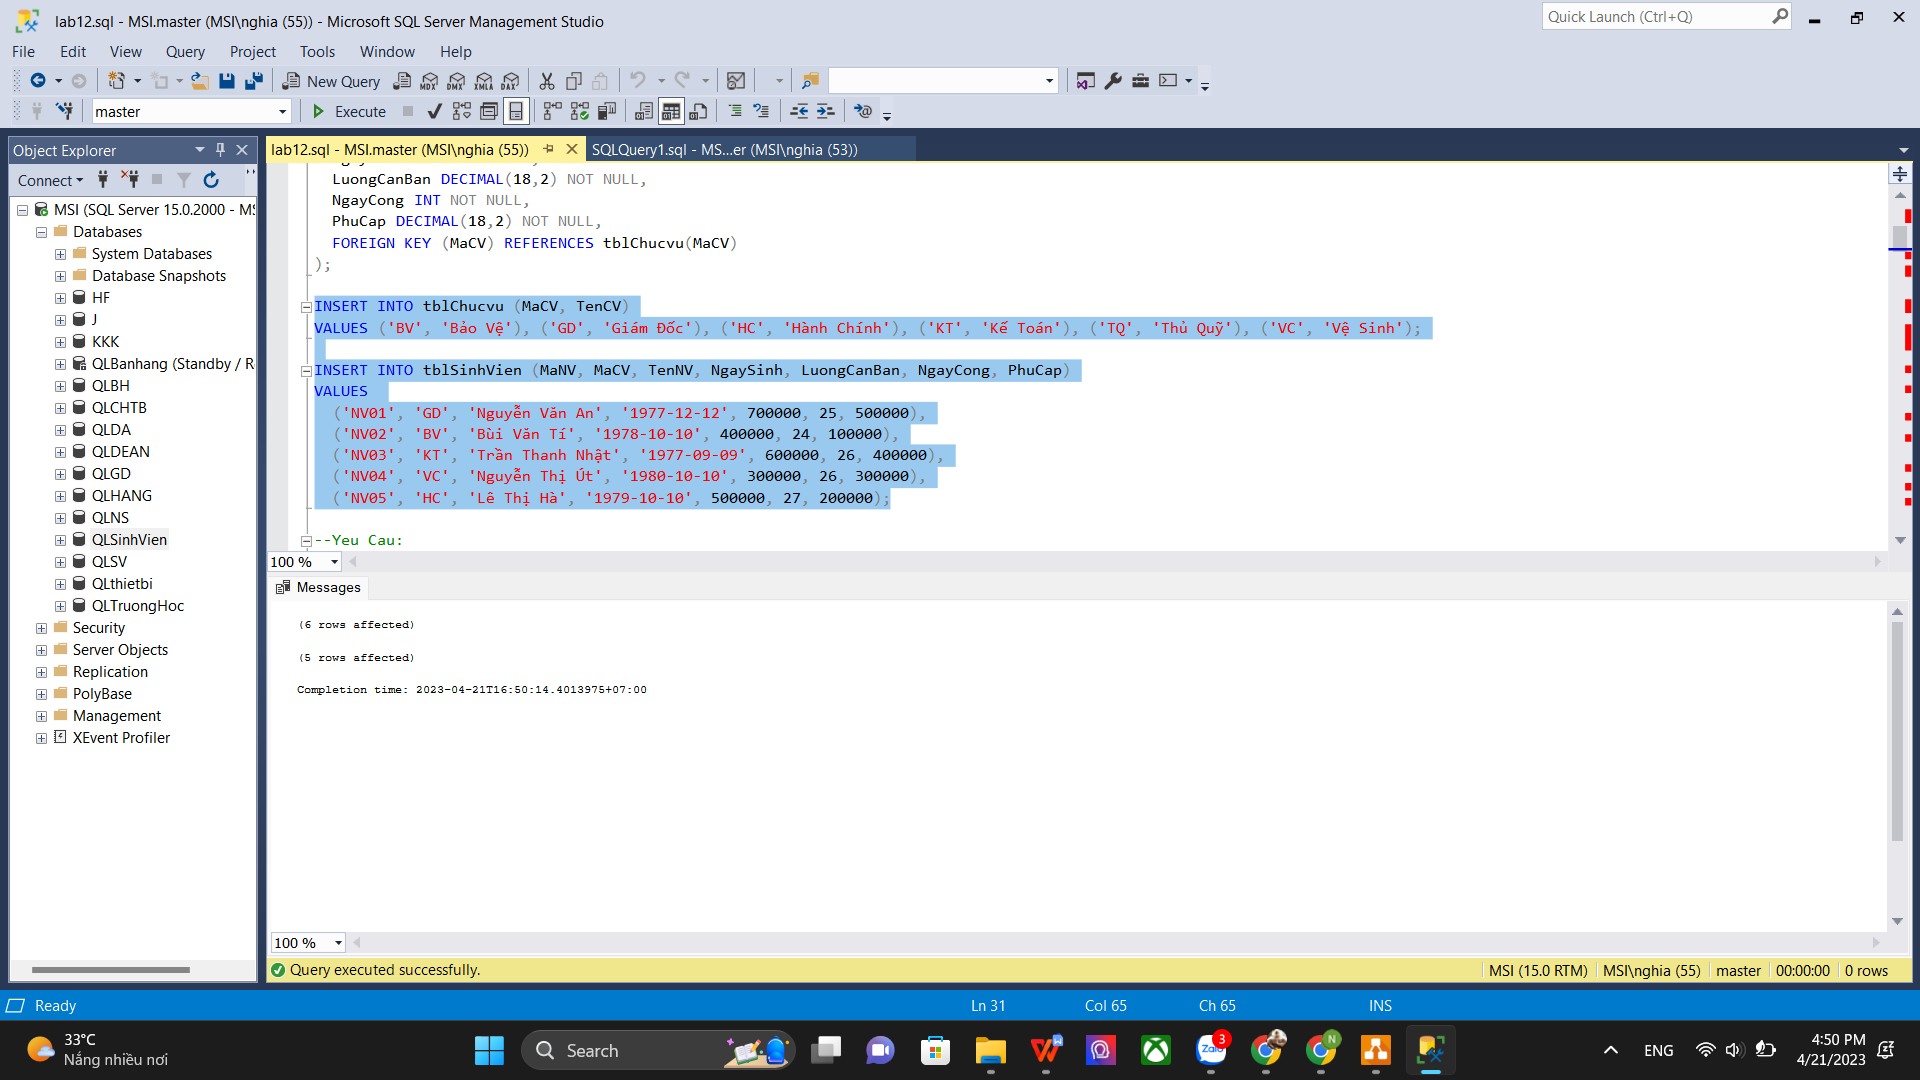 lab12.sql - MSI.master (MSI\nghia (55)) - Microsoft SQL Server Management Studio
Quick Launch (Ctrl+Q)
File Edit View Query Project Tools Window Help
New Query
MDX DMX XMLA DAX
master
Execute
Object Explorer
lab12.sql - MSI.master (MSI\nghia (55))
SQLQuery1.sql - MS...er (MSI\nghia (53))
Connect
MSI (SQL Server 15.0.2000 - MS
Databases
System Databases
Database Snapshots
HF
J
KKK
QLBanhang (Standby / R
QLBH
QLCHTB
QLDA
QLDEAN
QLGD
QLHANG
QLNS
QLSinhVien
QLSV
QLthietbi
QLTruongHoc
Security
Server Objects
Replication
PolyBase
Management
XEvent Profiler
LuongCanBan DECIMAL(18,2) NOT NULL,
NgayCong INT NOT NULL,
PhuCap DECIMAL(18,2) NOT NULL,
FOREIGN KEY (MaCV) REFERENCES tblChucvu(MaCV)
);
INSERT INTO tblChucvu (MaCV, TenCV)
VALUES ('BV', 'Bảo Vệ'), ('GD', 'Giám Đốc'), ('HC', 'Hành Chính'), ('KT', 'Kế Toán'), ('TQ', 'Thủ Quỹ'), ('VC', 'Vệ Sinh');
INSERT INTO tblSinhVien (MaNV, MaCV, TenNV, NgaySinh, LuongCanBan, NgayCong, PhuCap)
VALUES
('NV01', 'GD', 'Nguyễn Văn An', '1977-12-12', 700000, 25, 500000),
('NV02', 'BV', 'Bùi Văn Tí', '1978-10-10', 400000, 24, 100000),
('NV03', 'KT', 'Trần Thanh Nhật', '1977-09-09', 600000, 26, 400000),
('NV04', 'VC', 'Nguyễn Thị Út', '1980-10-10', 300000, 26, 300000),
('NV05', 'HC', 'Lê Thị Hà', '1979-10-10', 500000, 27, 200000);
--Yeu Cau:
100 %
Messages
(6 rows affected)
(5 rows affected)
Completion time: 2023-04-21T16:50:14.4013975+07:00
100 %
Query executed successfully.
MSI (15.0 RTM) MSI\nghia (55) master 00:00:00 0 rows
Ready
Ln 31 Col 65 Ch 65 INS
33°C
Nắng nhiều nơi
Search
Zalo
3
N
ENG
4:50 PM
4/21/2023